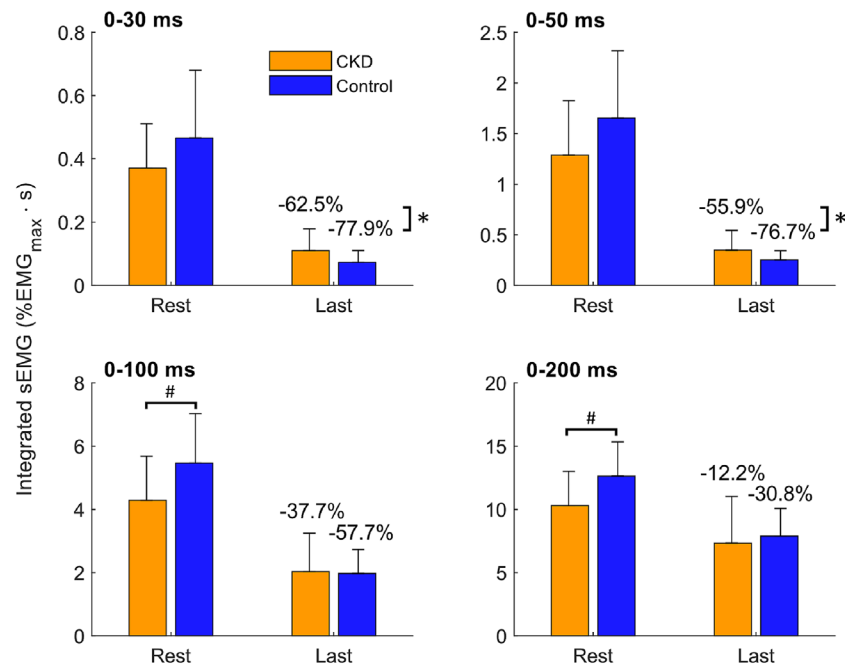 Integrated sEMG (%EMGmax · s)
0-30 ms
0.8
0.6
0.4
0.2
0
CKD
Control
-62.5%
-77.9%
*
Rest
Last
0-50 ms
2.5
2
1.5
1
0.5
0
-55.9%
-76.7%
*
Rest
Last
0-100 ms
8
6
4
2
0
#
-37.7%
-57.7%
Rest
Last
0-200 ms
20
15
10
5
0
#
-12.2%
-30.8%
Rest
Last